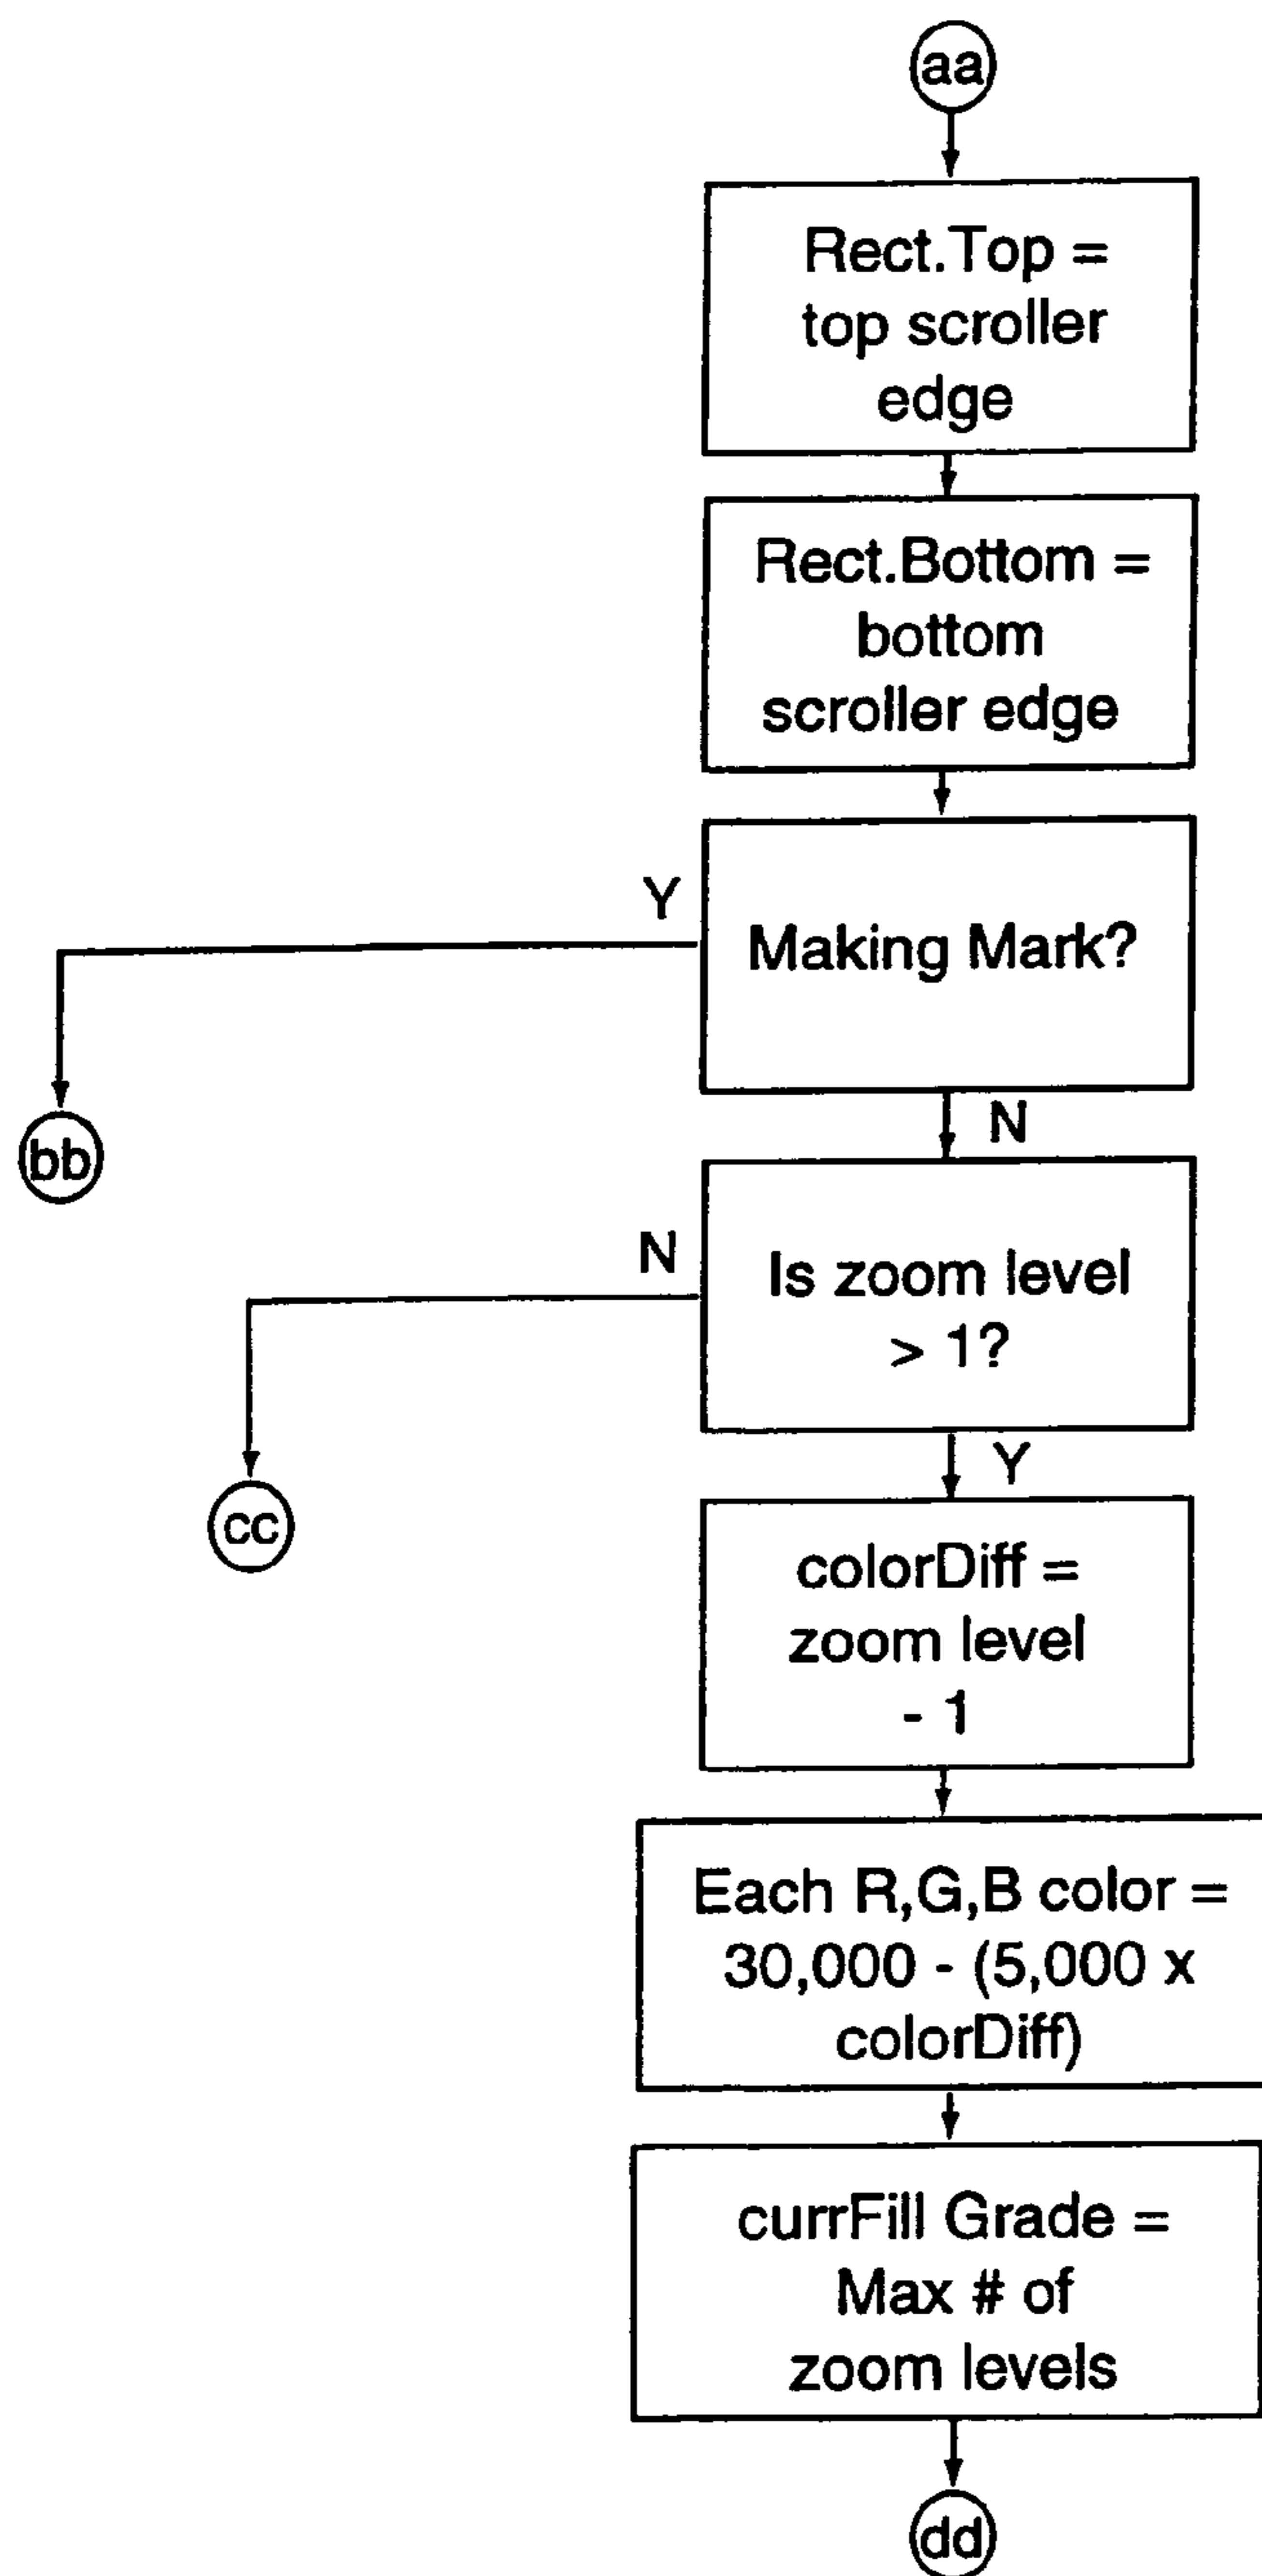 aa
Rect.Top =
top scroller
edge
Rect.Bottom =
bottom
scroller edge
Y
Making Mark?
bb
N
N
Is zoom level
> 1?
cc
Y
colorDiff =
zoom level
- 1
Each R,G,B color =
30,000 - (5,000 x
colorDiff)
currFill Grade =
Max # of
zoom levels
dd